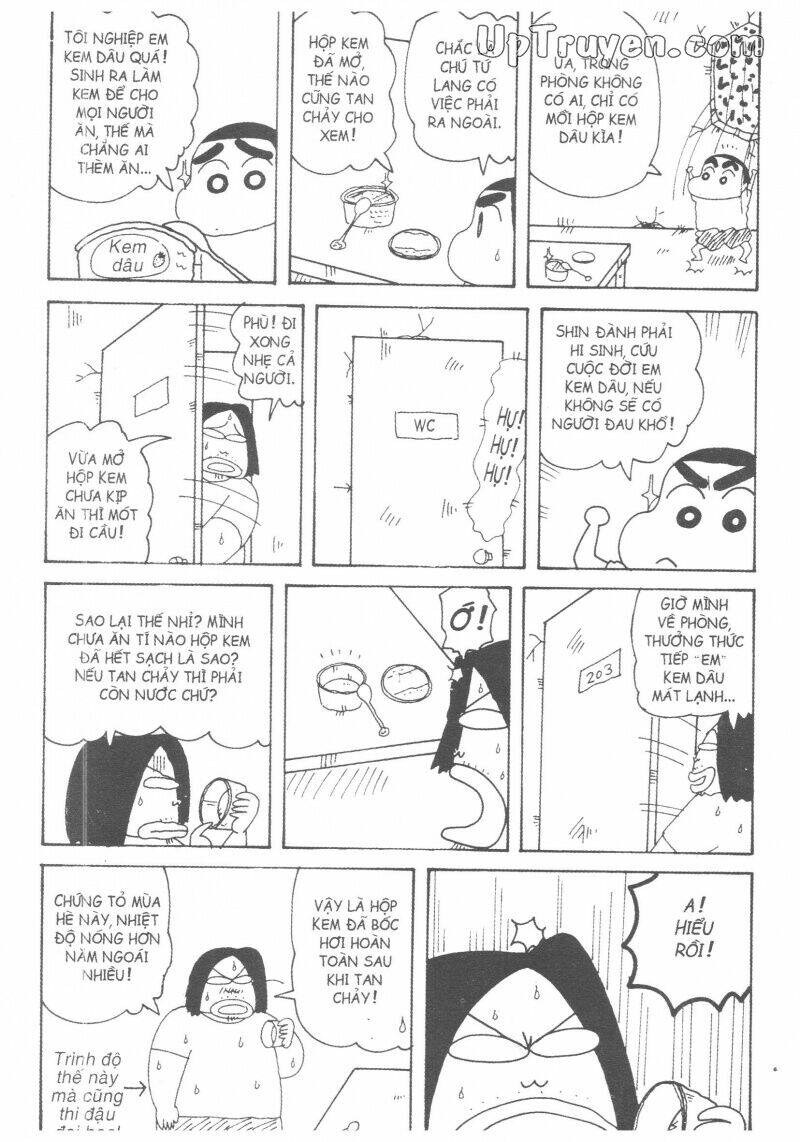 UpTruyen.com
ỦA, TRONG
PHÒNG KHÔNG
CÓ AI, CHỈ CÓ
MỖI HỘP KEM
DÂU KÌA!
CHẮC LÀ
CHÚ TỨ
LANG CÓ
VIỆC PHẢI
RA NGOÀI.
HỘP KEM
ĐÃ MỞ,
THẾ NÀO
CŨNG TAN
CHẢY CHO
XEM!
TÔI NGHIỆP EM
KEM DÂU QUÁ!
SINH RA LÀM
KEM ĐỂ CHO
MỌI NGƯỜI
ĂN, THẾ MÀ
CHẲNG AI
THÈM ĂN...
Kem
dâu
SHIN ĐÀNH PHẢI
HI SINH, CỨU
CUỘC ĐỜI EM
KEM DÂU, NẾU
KHÔNG SẼ CÓ
NGƯỜI ĐAU KHỔ!
HỰ!
HỰ!
HỰ!
WC
PHÙ! ĐI
XONG
NHẸ CẢ
NGƯỜI.
VỪA MỞ
HỘP KEM
CHƯA KỊP
ĂN THÌ MÓT
ĐI CẦU!
GIỜ MÌNH
VỀ PHÒNG,
THƯỞNG THỨC
TIẾP "EM"
KEM DÂU
MÁT LẠNH...
203
Ớ!
SAO LẠI THẾ NHỈ? MÌNH
CHƯA ĂN TÍ NÀO HỘP KEM
ĐÃ HẾT SẠCH LÀ SAO?
NẾU TAN CHẢY THÌ PHẢI
CÒN NƯỚC CHỨ?
A!
HIỂU
RỒI!
VẬY LÀ HỘP
KEM ĐÃ BỐC
HƠI HOÀN
TOÀN SAU
KHI TAN
CHẢY!
CHỨNG TỎ MÙA
HÈ NÀY, NHIỆT
ĐỘ NÓNG HƠN
NĂM NGOÁI
NHIỀU!
Trình độ
thế này
mà cũng
thi đậu